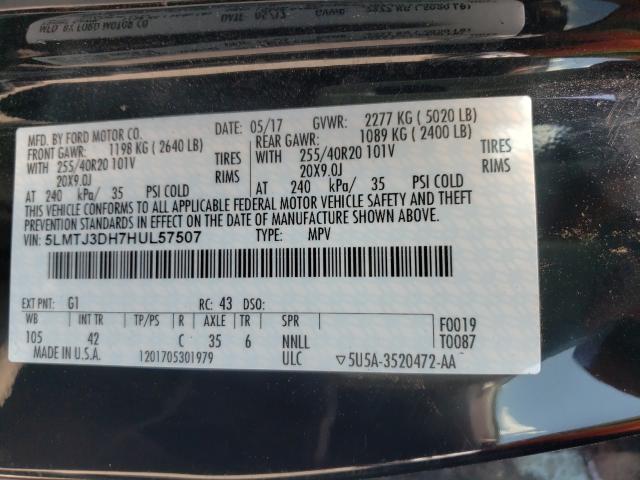 MFD. BY FORD MOTOR CO.
DATE: 05/17 GVWR: 2277 KG ( 5020 LB)
FRONT GAWR: 1198 KG ( 2640 LB)
REAR GAWR: 1089 KG ( 2400 LB)
WITH 255/40R20 101V TIRES
WITH 255/40R20 101V TIRES
20X9.0J RIMS
20X9.0J RIMS
AT 240 kPa/ 35 PSI COLD
AT 240 kPa/ 35 PSI COLD
THIS VEHICLE CONFORMS TO ALL APPLICABLE FEDERAL MOTOR VEHICLE SAFETY AND THEFT
PREVENTION STANDARDS IN EFFECT ON THE DATE OF MANUFACTURE SHOWN ABOVE.
VIN: 5LMTJ3DH7HUL57507 TYPE: MPV
EXT PNT: G1 RC: 43 DSO:
WB INT TR TP/PS R AXLE TR SPR
105 42 C 35 6 NNLL
F0019
T0087
MADE IN U.S.A. 1201705301979 ULC ▽5U5A-3520472-AA